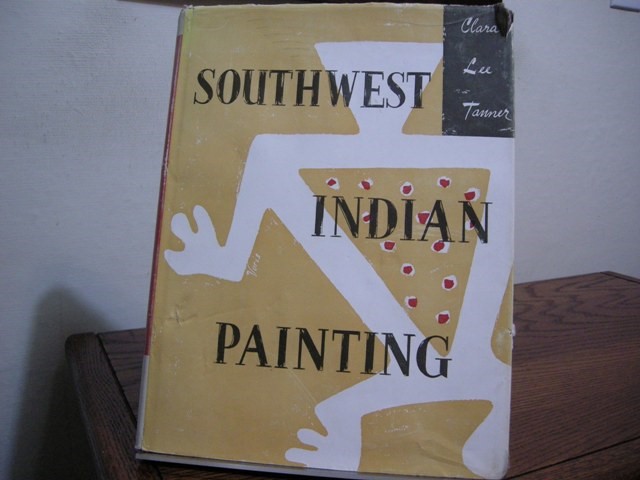 Clara
Lee
Tanner
SOUTHWEST
INDIAN
PAINTING